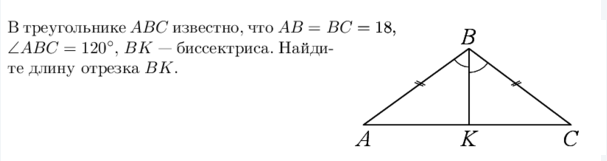 В треугольнике ABC известно, что AB = BC = 18,
∠ABC = 120°, BK — биссектриса. Найди-
те длину отрезка BK.
B
A
K
C